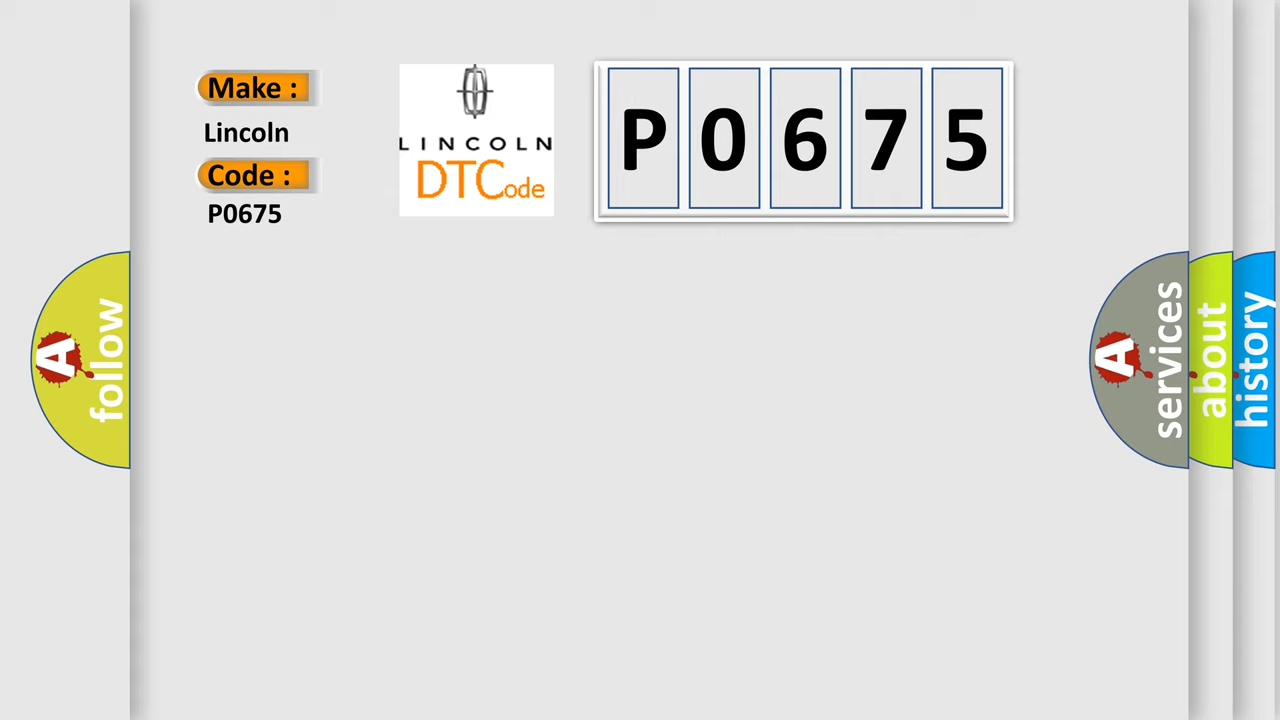 Make :
Lincoln
Code :
P0675
LINCOLN
DTCode
P0675
A follow
A services
about
history